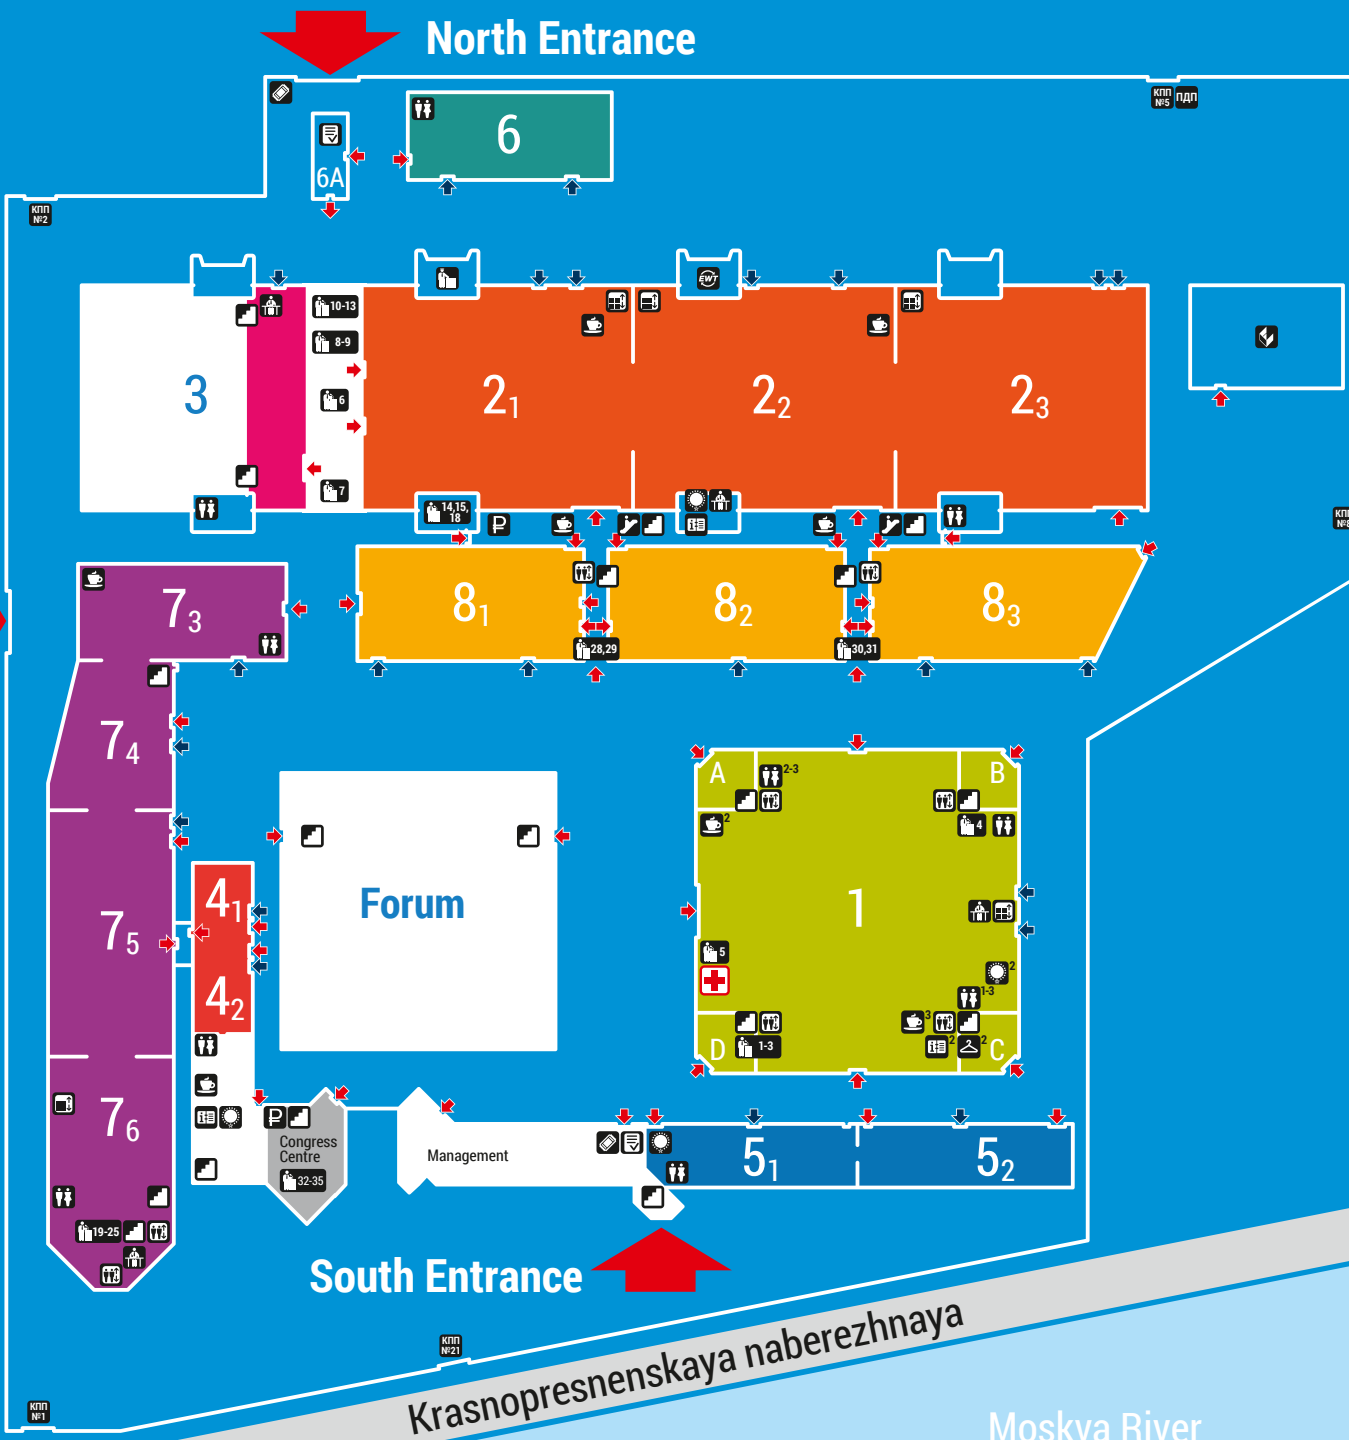 North Entrance
КПП
№5
ПДП
6
6A
КПП
№2
EWT
10-13
8-9
3
6
2₁
2₂
2₃
7
14,15,
18
КПП
7₃
8₁
8₂
8₃
28,29
30,31
7₄
A
2-3
B
2
4
Forum
1
4₁
7₅
5
2
4₂
1-3
3
D
1-3
2
2
C
7₆
Congress
Centre
32-35
Management
5₁
5₂
19-25
South Entrance
КПП
№21
Krasnopresnenskaya naberezhnaya
КПП
№1
Moskva River